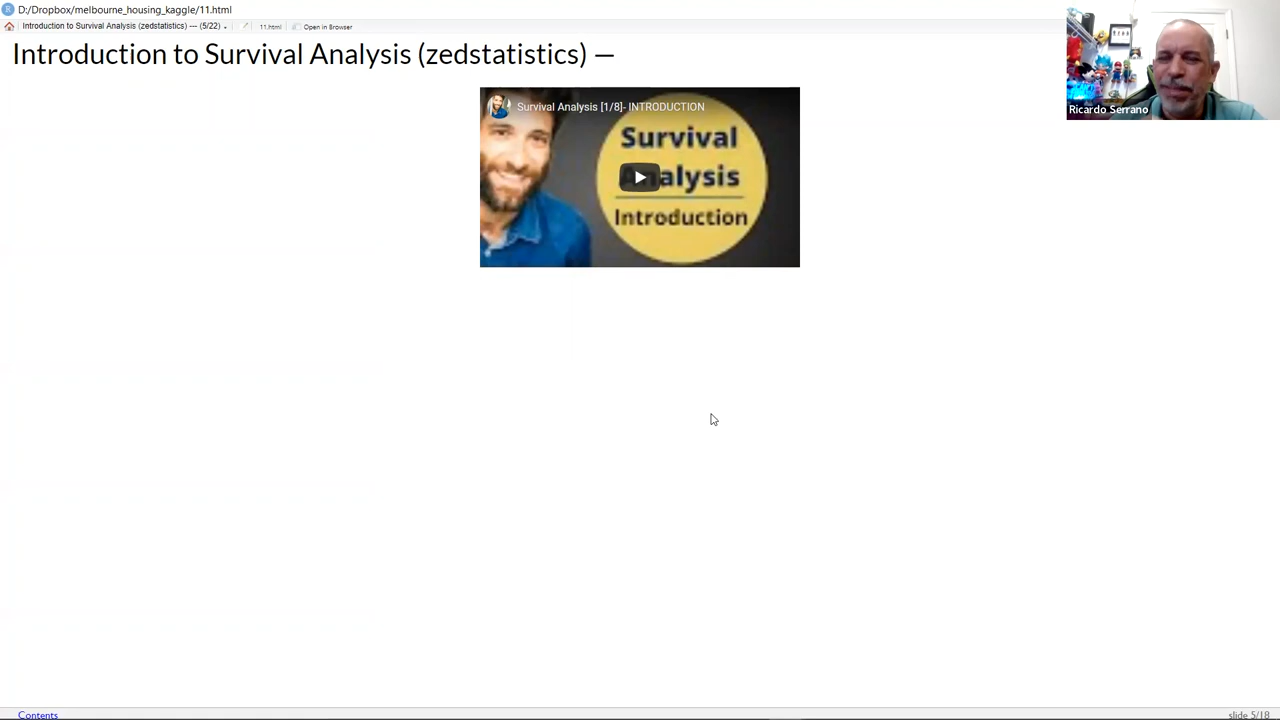 D:/Dropbox/melbourne_housing_kaggle/11.html
Introduction to Survival Analysis (zedstatistics) — (5/22)
11.html
Open in Browser
Introduction to Survival Analysis (zedstatistics) —
Survival Analysis [1/8]- INTRODUCTION
Survival
Analysis
Introduction
Ricardo Serrano
Contents
slide 5/18